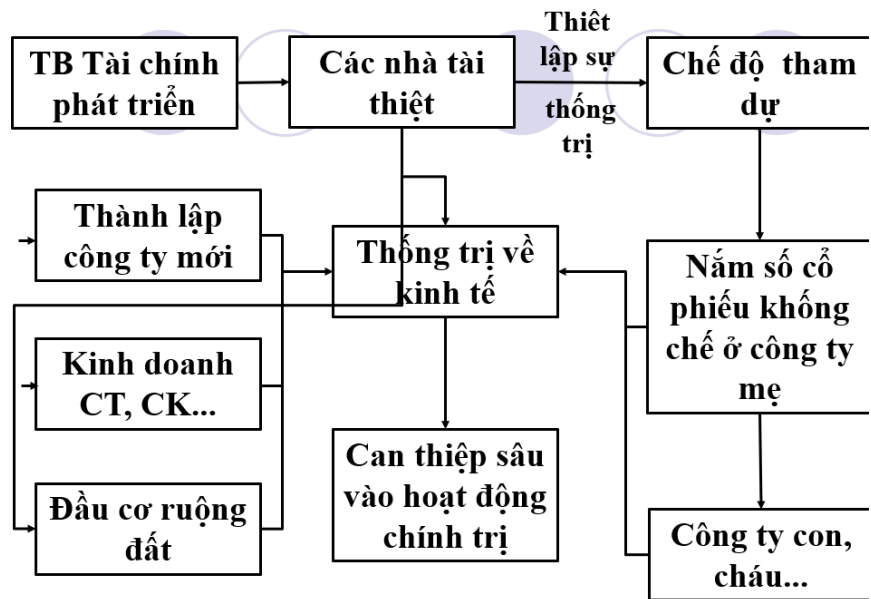 TB Tài chính
phát triển
Các nhà tài
thiệt
Thiêt
lập sự
thống
trị
Chế độ tham
dự
Thành lập
công ty mới
Thống trị về
kinh tế
Nắm số cổ
phiếu khống
chế ở công ty
mẹ
Kinh doanh
CT, CK...
Can thiệp sâu
vào hoạt động
chính trị
Đầu cơ ruộng
đất
Công ty con,
cháu...